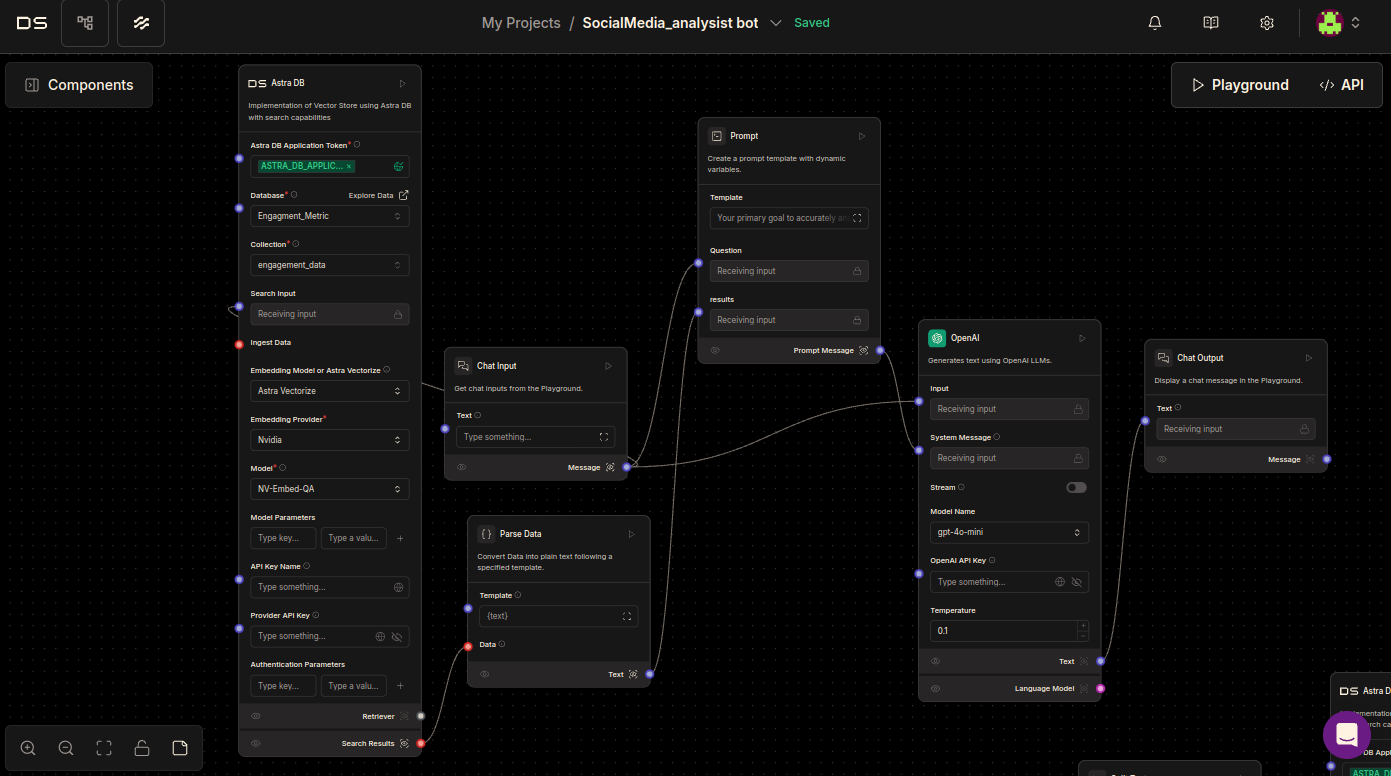 DS
My Projects / SocialMedia_analysist bot Saved
Components
Playground
API
DS Astra DB
Implementation of Vector Store using Astra DB
with search capabilities
Astra DB Application Token*
ASTRA_DB_APPLIC... ×
Database* Explore Data
Engagment_Metric
Collection*
engagement_data
Search Input
Receiving input
Ingest Data
Embedding Model or Astra Vectorize
Astra Vectorize
Embedding Provider*
Nvidia
Model*
NV-Embed-QA
Model Parameters
Type key... Type a valu... +
API Key Name
Type something...
Provider API Key
Type something...
Authentication Parameters
Type key... Type a valu... +
Retriever
Search Results
Chat Input
Get chat inputs from the Playground.
Text
Type something...
Message
Parse Data
Convert Data into plain text following a
specified template.
Template
{text}
Data
Text
Prompt
Create a prompt template with dynamic
variables.
Template
Your primary goal to accurately an
Question
Receiving input
results
Receiving input
Prompt Message
OpenAI
Generates text using OpenAI LLMs.
Input
Receiving input
System Message
Receiving input
Stream
Model Name
gpt-4o-mini
OpenAI API Key
Type something...
Temperature
0.1
Text
Language Model
Chat Output
Display a chat message in the Playground.
Text
Receiving input
Message
DS Astra D
DB Appl
ASTRA_D